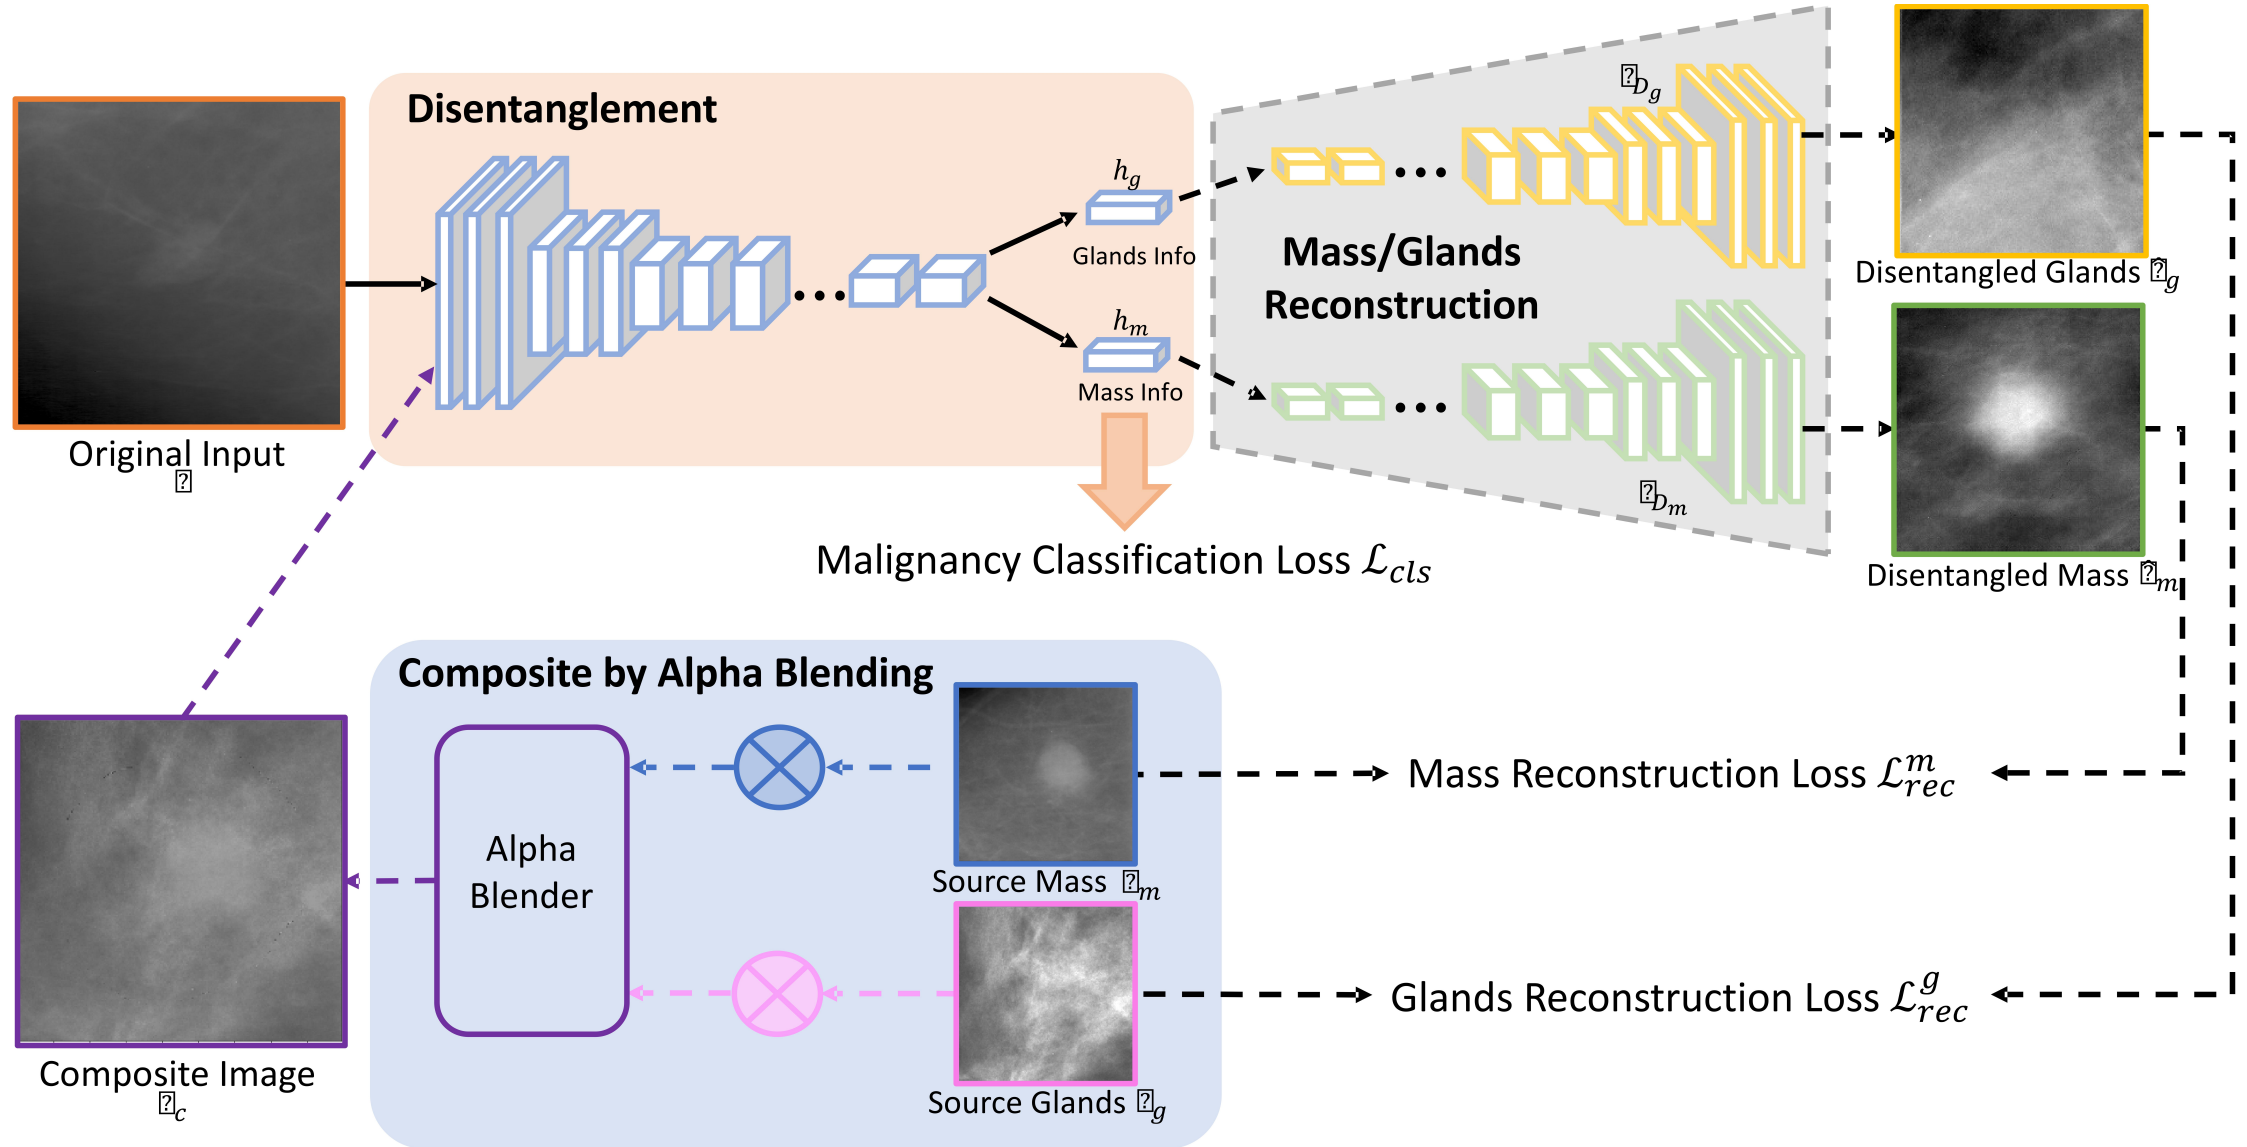 Disentanglement
Original Input
h_g
Glands Info
h_m
Mass Info
Mass/Glands
Reconstruction
D_g
D_m
Disentangled Glands
g
Disentangled Mass
m
Malignancy Classification Loss ℒ_cls
Composite by Alpha Blending
Alpha
Blender
Source Mass
m
Source Glands
g
Composite Image
c
Mass Reconstruction Loss ℒ^m_rec
Glands Reconstruction Loss ℒ^g_rec